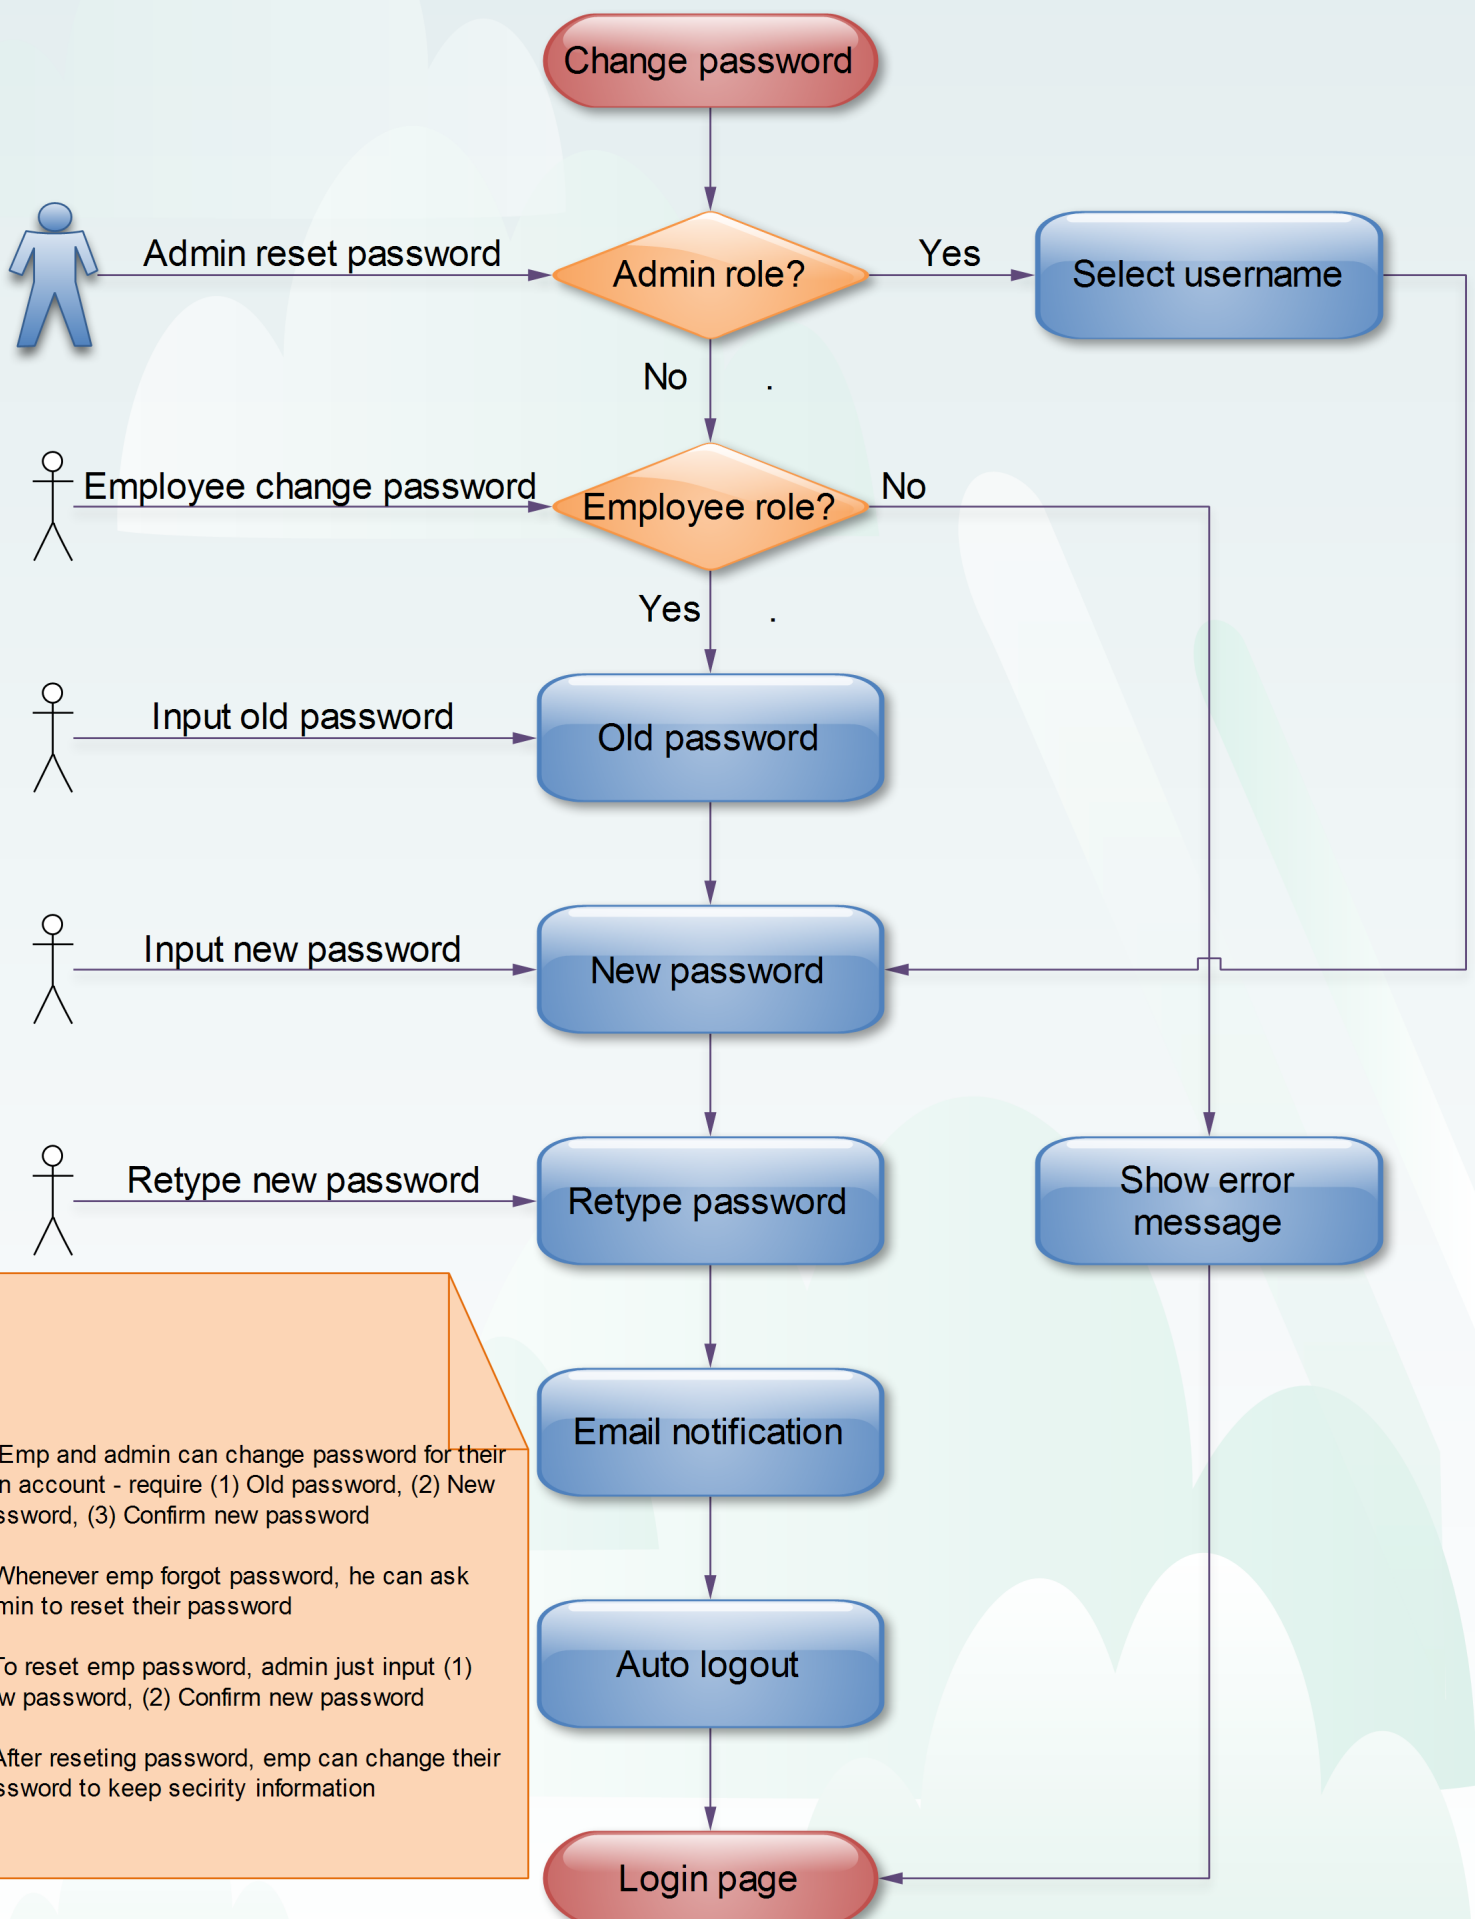 Change password
Admin reset password
Admin role?
Yes
Select username
No .
Employee change password
Employee role?
No
Yes .
Input old password
Old password
Input new password
New password
Retype new password
Retype password
Show error
message
Email notification
Emp and admin can change password for their
n account - require (1) Old password, (2) New
ssword, (3) Confirm new password
Whenever emp forgot password, he can ask
min to reset their password
To reset emp password, admin just input (1)
w password, (2) Confirm new password
After reseting password, emp can change their
ssword to keep secirity information
Auto logout
Login page